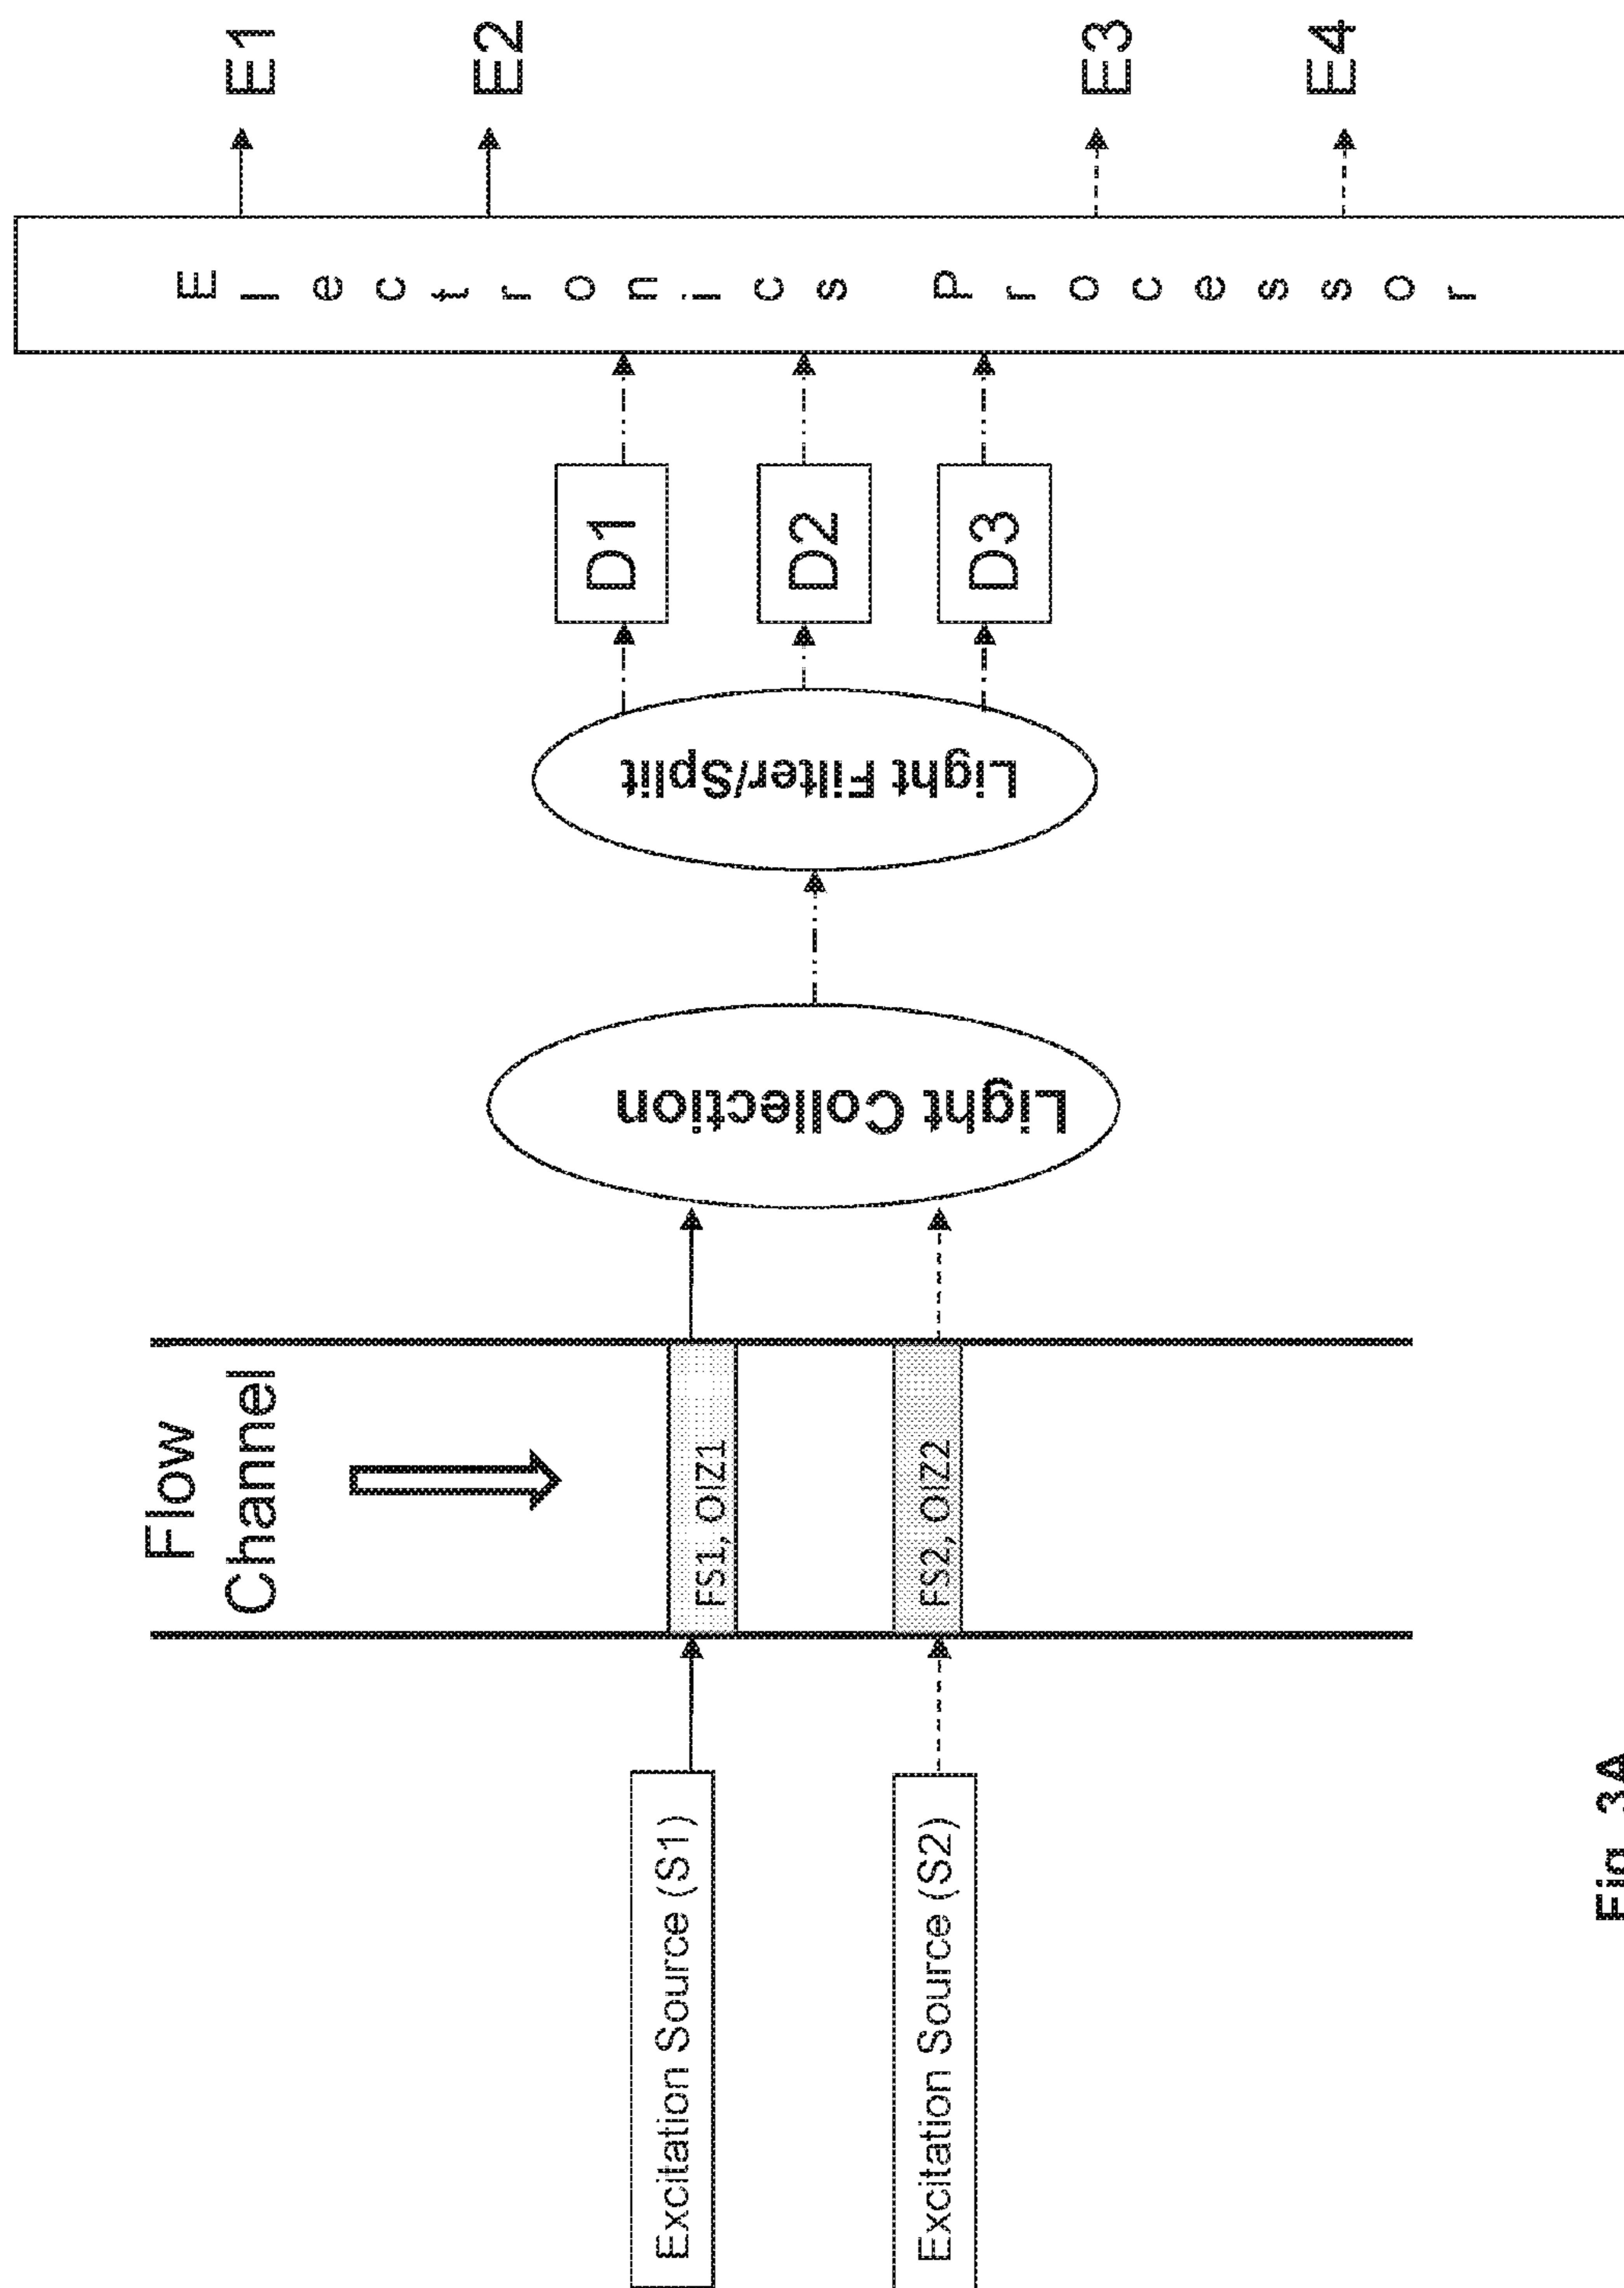 Flow
Channel
Excitation Source (S1)
Excitation Source (S2)
FS1, OIZ1
FS2, OIZ2
Light Collection
Light Filter/Split
D1
D2
D3
Electronics Processor
E1
E2
E3
E4
Fig. 3A